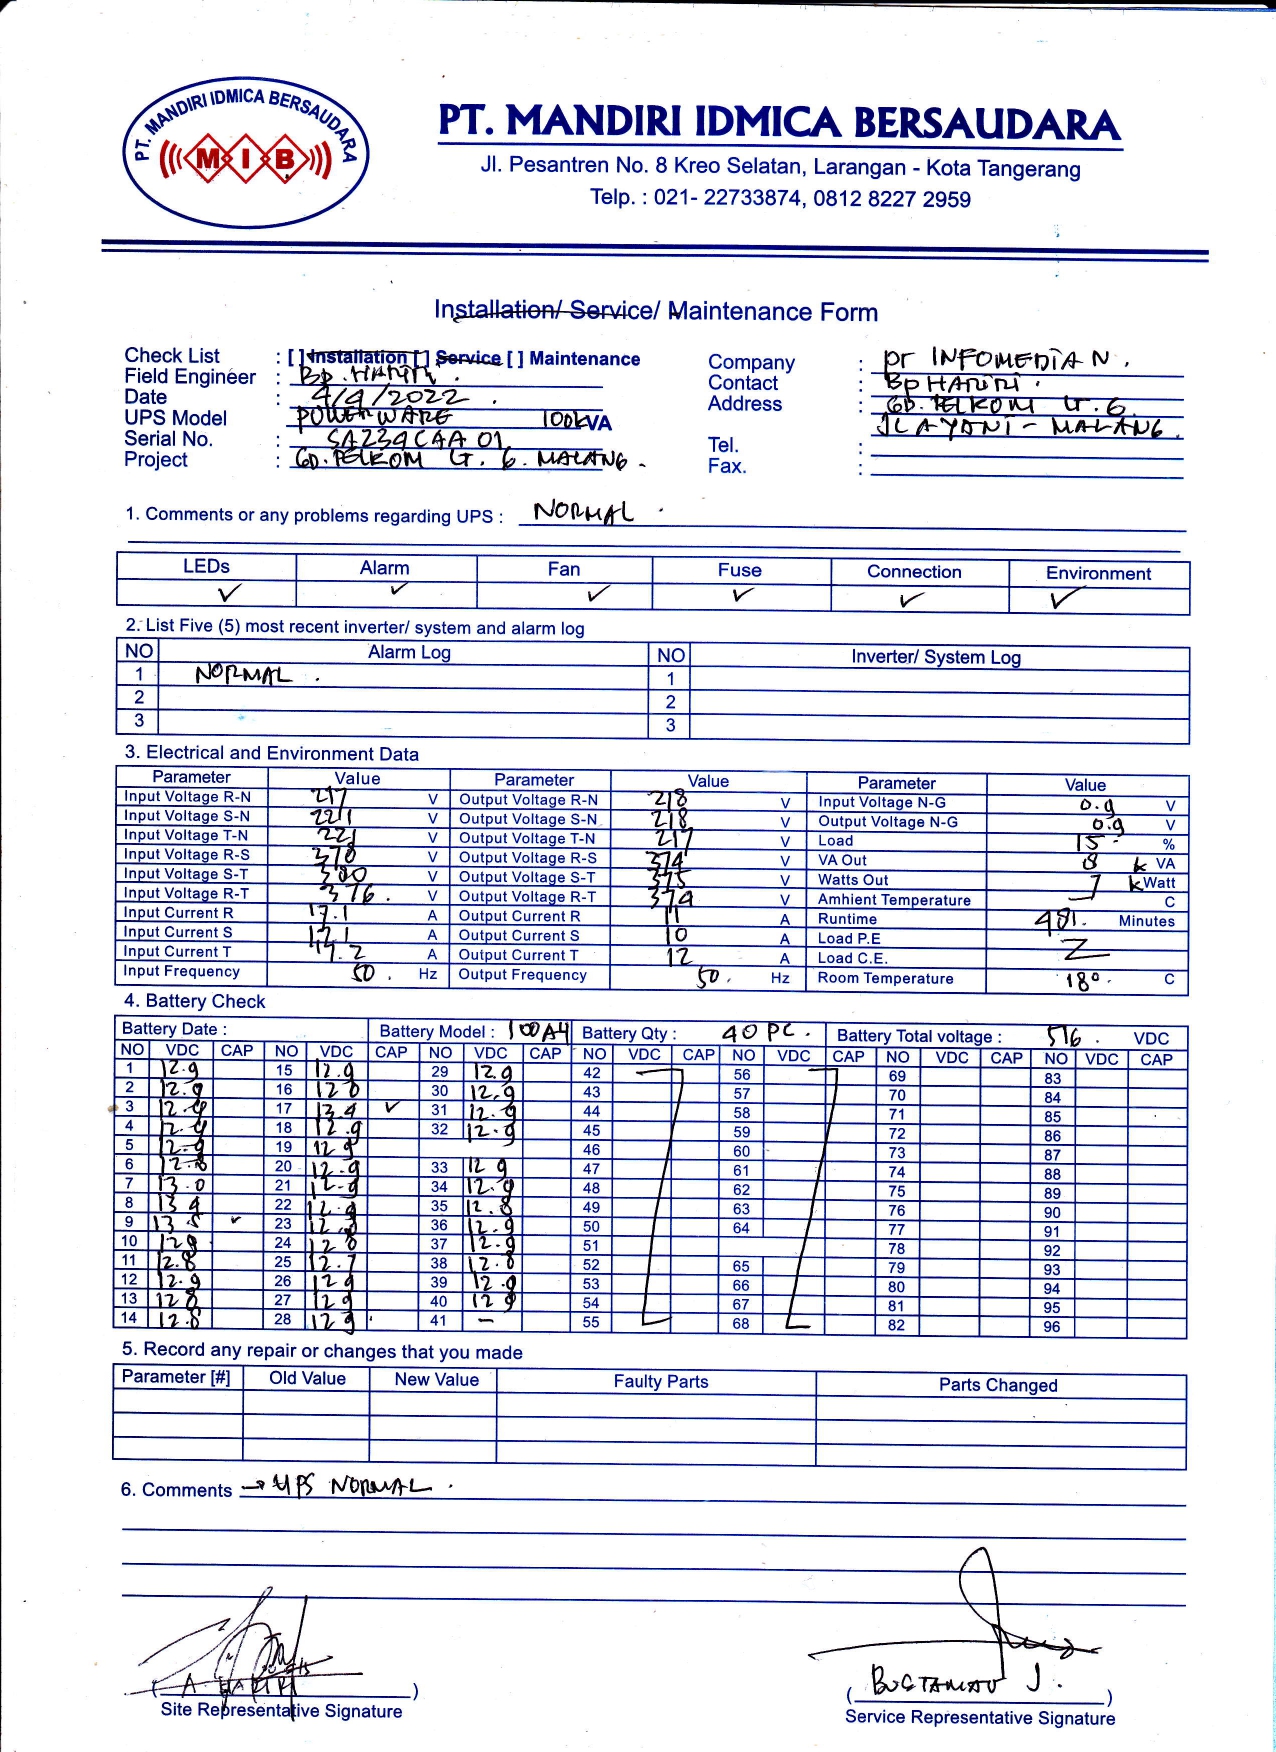 PT. MANDIRI IDMICA BERSAUDARA
MIB
PT. MANDIRI IDMICA BERSAUDARA
Jl. Pesantren No. 8 Kreo Selatan, Larangan - Kota Tangerang
Telp. : 021- 22733874, 0812 8227 2959
Installation/ Service/ Maintenance Form
Check List : [ ] Installation [ ] Service [ ] Maintenance
Field Engineer : Bp. HARIRI.
Date : 4/4/2022.
UPS Model : POWERWARE 100kVA
Serial No. : SA239CAA01
Project : GD. TELKOM LT. 6. MALANG.
Company : PT INFOMEDIA N.
Contact : Bp HARIRI.
Address : GD. TELKOM LT. 6
JL A YANI - MALANG.
Tel. :
Fax. :
1. Comments or any problems regarding UPS : NORMAL.
LEDs Alarm Fan Fuse Connection Environment
✓ ✓ ✓ ✓ ✓ ✓
2. List Five (5) most recent inverter/ system and alarm log
NO Alarm Log NO Inverter/ System Log
1 NORMAL. 1
2 2
3 3
3. Electrical and Environment Data
Parameter Value Parameter Value Parameter Value
Input Voltage R-N 217 V Output Voltage R-N 218 V Input Voltage N-G 0.9 V
Input Voltage S-N 221 V Output Voltage S-N 218 V Output Voltage N-G 0.9 V
Input Voltage T-N 221 V Output Voltage T-N 217 V Load 15 %
Input Voltage R-S 378 V Output Voltage R-S 374 V VA Out 8 k VA
Input Voltage S-T 380 V Output Voltage S-T 375 V Watts Out 7 kWatt
Input Voltage R-T 376. V Output Voltage R-T 374 V Amhient Temperature C
Input Current R 17.1 A Output Current R 11 A Runtime 481. Minutes
Input Current S 17.1 A Output Current S 10 A Load P.E
Input Current T 17.2 A Output Current T 12 A Load C.E.
Input Frequency 50. Hz Output Frequency 50. Hz Room Temperature 18°. C
4. Battery Check
Battery Date : Battery Model : 100AH Battery Qty : 40 PC. Battery Total voltage : 516. VDC
NO VDC CAP NO VDC CAP NO VDC CAP NO VDC CAP NO VDC CAP NO VDC CAP NO VDC CAP
1 12.9 15 12.9 29 12.9 42 56 69 83
2 12.9 16 12.8 30 12.9 43 57 70 84
3 12.9 17 13.4 ✓ 31 12.9 44 58 71 85
4 12.9 18 12.9 32 12.9 45 59 72 86
5 12.9 19 12.9 46 60 73 87
6 12.8 20 12.9 33 12.9 47 61 74 88
7 13.0 21 12.9 34 12.9 48 62 75 89
8 13.4 22 12.9 35 12.8 49 63 76 90
9 13.5 ✓ 23 12.8 36 12.9 50 64 77 91
10 12.9 24 12.8 37 12.9 51 78 92
11 12.8 25 12.7 38 12.8 52 65 79 93
12 12.9 26 12.9 39 12.9 53 66 80 94
13 12.8 27 12.9 40 12.9 54 67 81 95
14 12.8 28 12.9 41 - 55 68 82 96
5. Record any repair or changes that you made
Parameter [#] Old Value New Value Faulty Parts Parts Changed
6. Comments → UPS NORMAL.
( A HARIRI )
Site Representative Signature
( BUSTAMAN J. )
Service Representative Signature